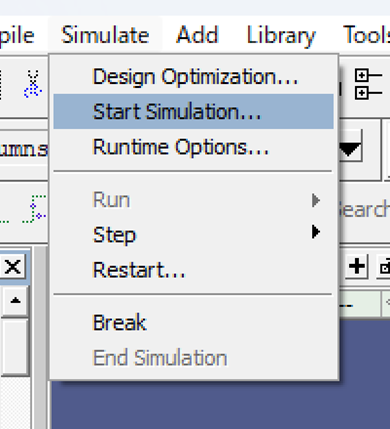 pile Simulate Add Library Tools
Design Optimization...
Start Simulation...
umns
Runtime Options...
Run
Search
Step
Restart...
Break
End Simulation